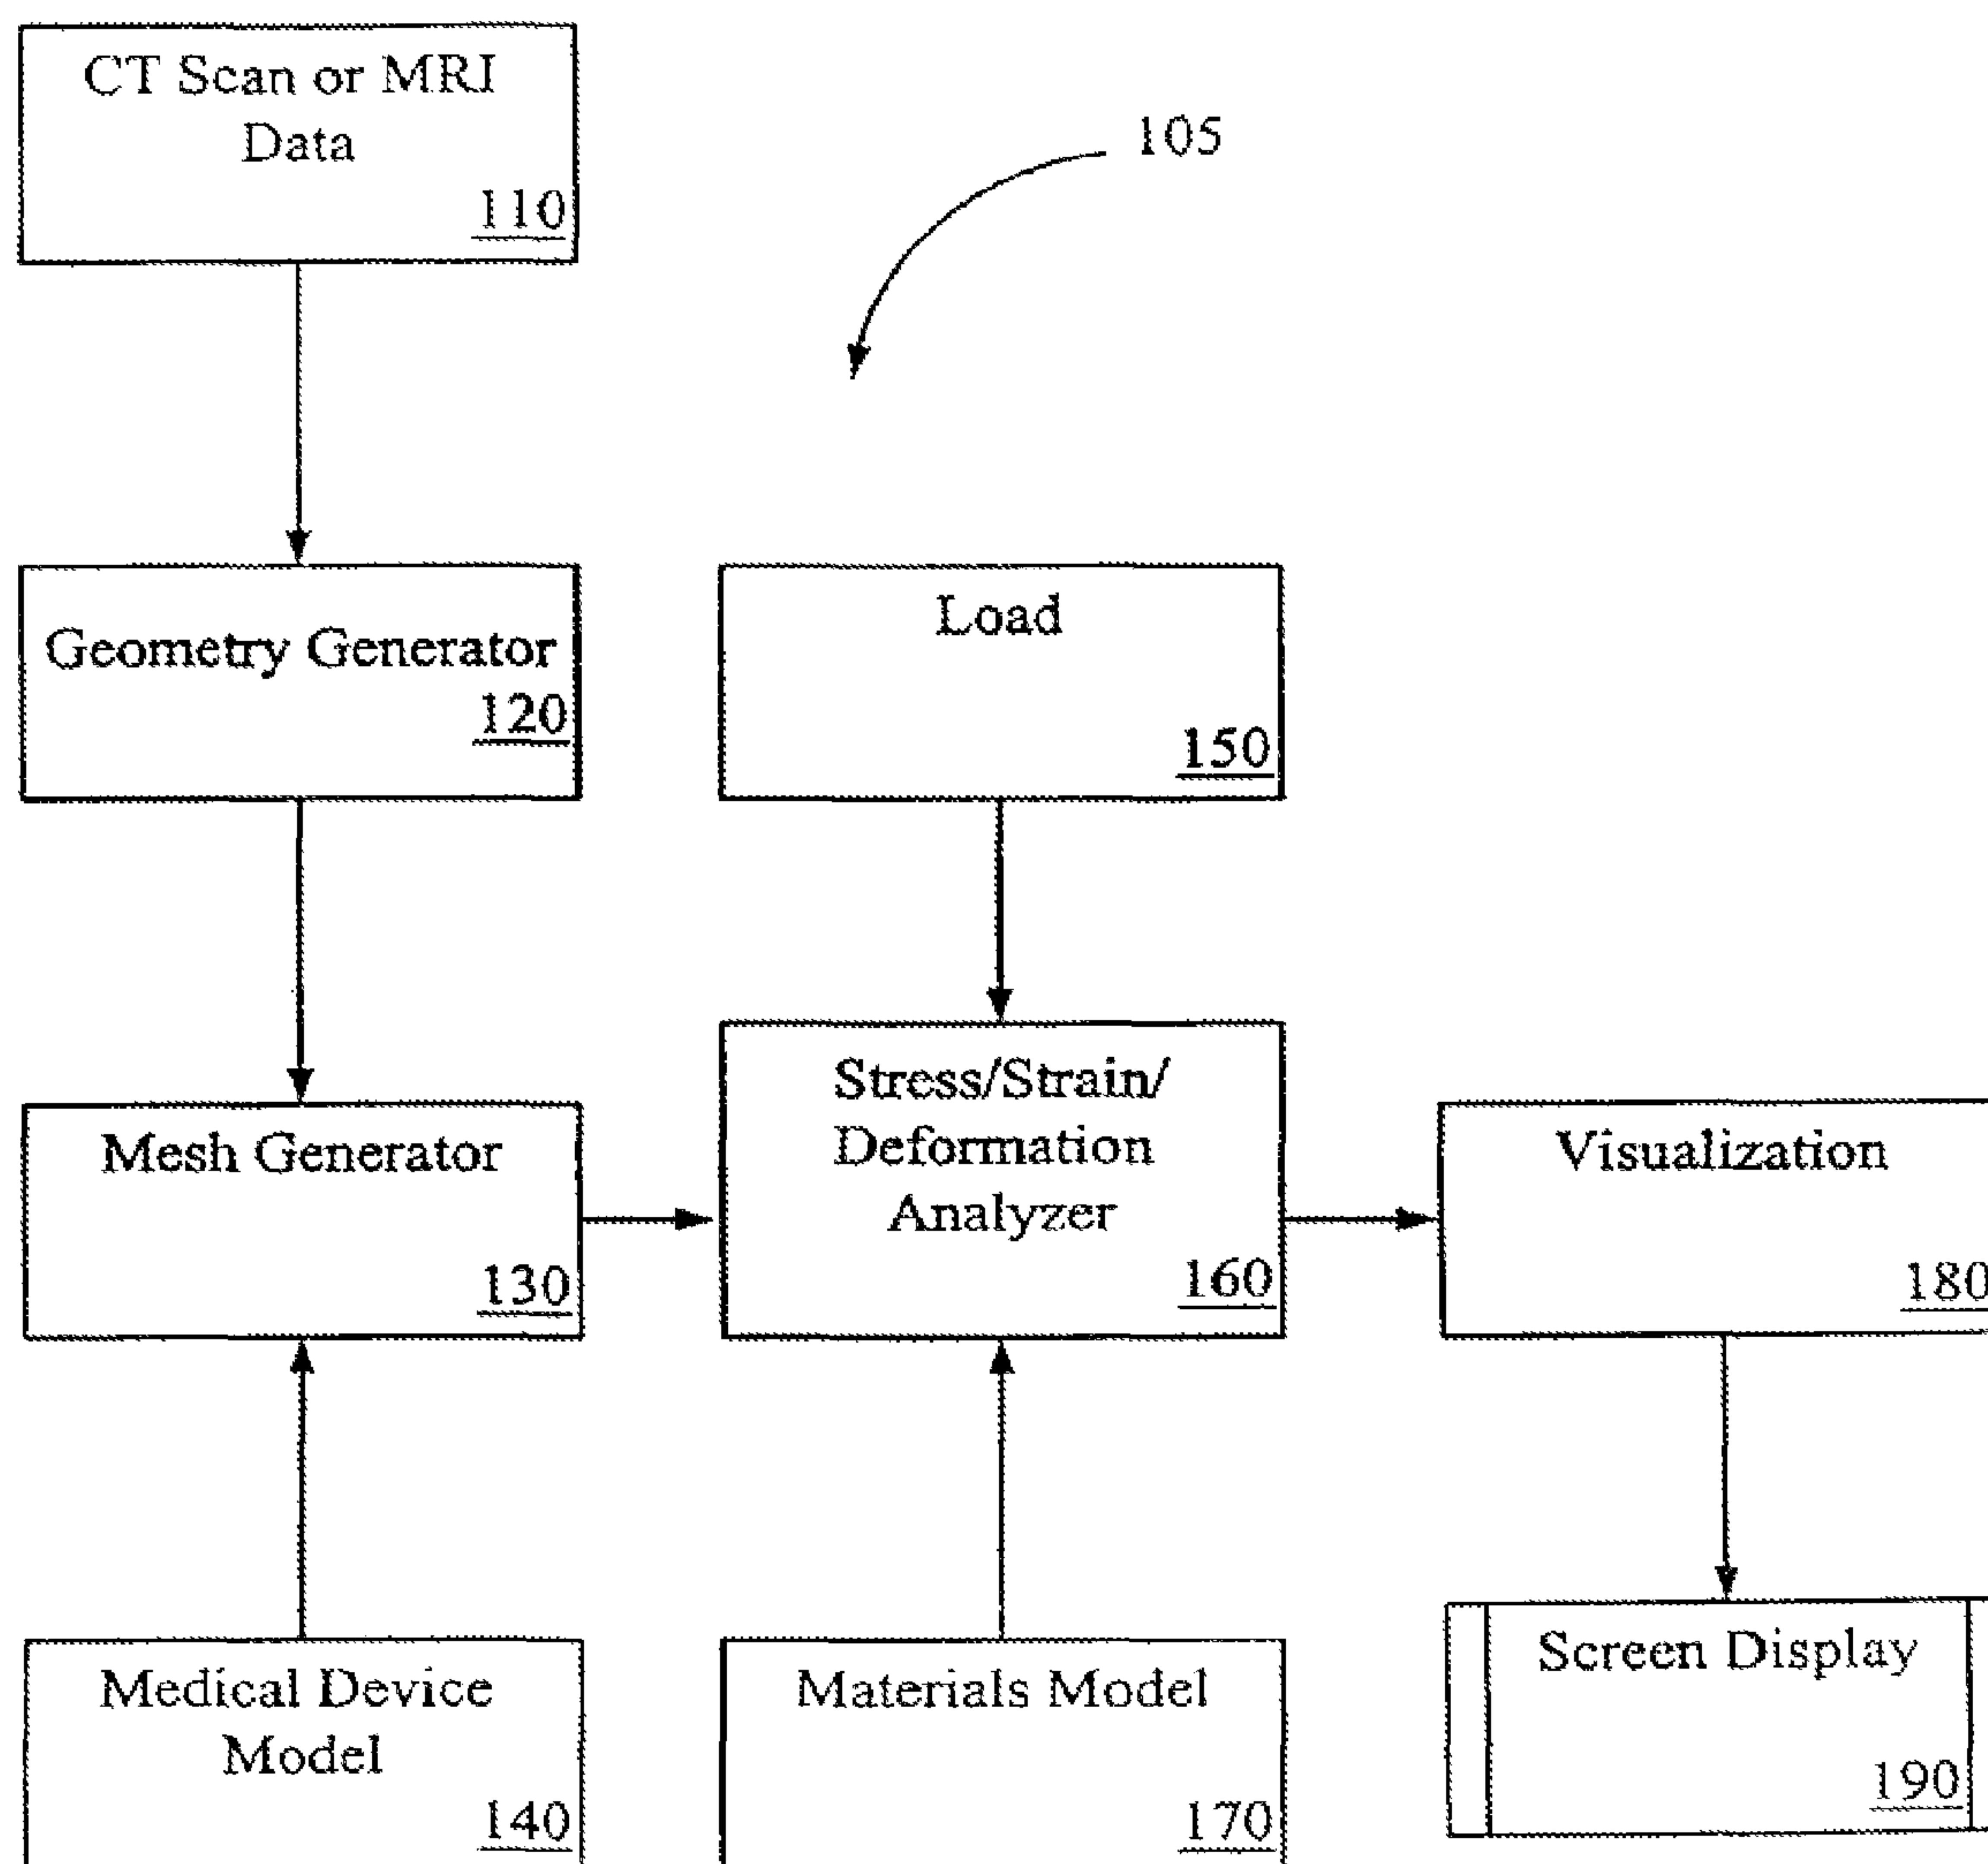 CT Scan or MRI
Data
110
105
Geometry Generator
120
Load
150
Mesh Generator
130
Stress/Strain/
Deformation
Analyzer
160
Visualization
180
Medical Device
Model
140
Materials Model
170
Screen Display
190